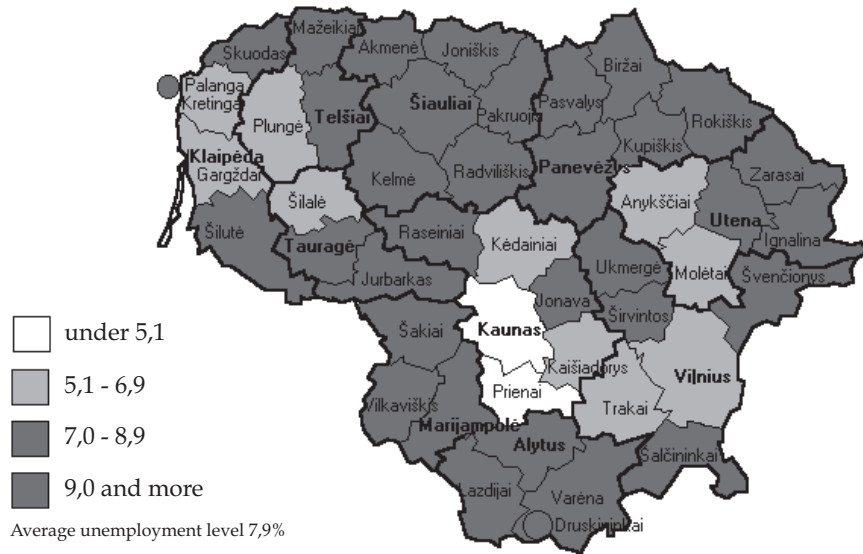 Mažeikiai
Skuodas
Akmenė
Joniškis
Biržai
Palanga
Kretinga
Plungė
Telšiai
Šiauliai
Pakruojis
Pasvalys
Rokiškis
Kupiškis
Klaipėda
Gargždai
Kelmė
Radviliškis
Panevėžys
Zarasai
Šilalė
Anykščiai
Utena
Ignalina
Šilutė
Tauragė
Raseiniai
Kėdainiai
Ukmergė
Molėtai
Švenčionys
Jurbarkas
Jonava
Širvintos
Šakiai
Kaunas
Kaišiadorys
Vilnius
Prienai
Trakai
Vilkaviškis
Marijampolė
Alytus
Šalčininkai
Lazdijai
Varėna
Druskininkai
under 5,1
5,1 - 6,9
7,0 - 8,9
9,0 and more
Average unemployment level 7,9%